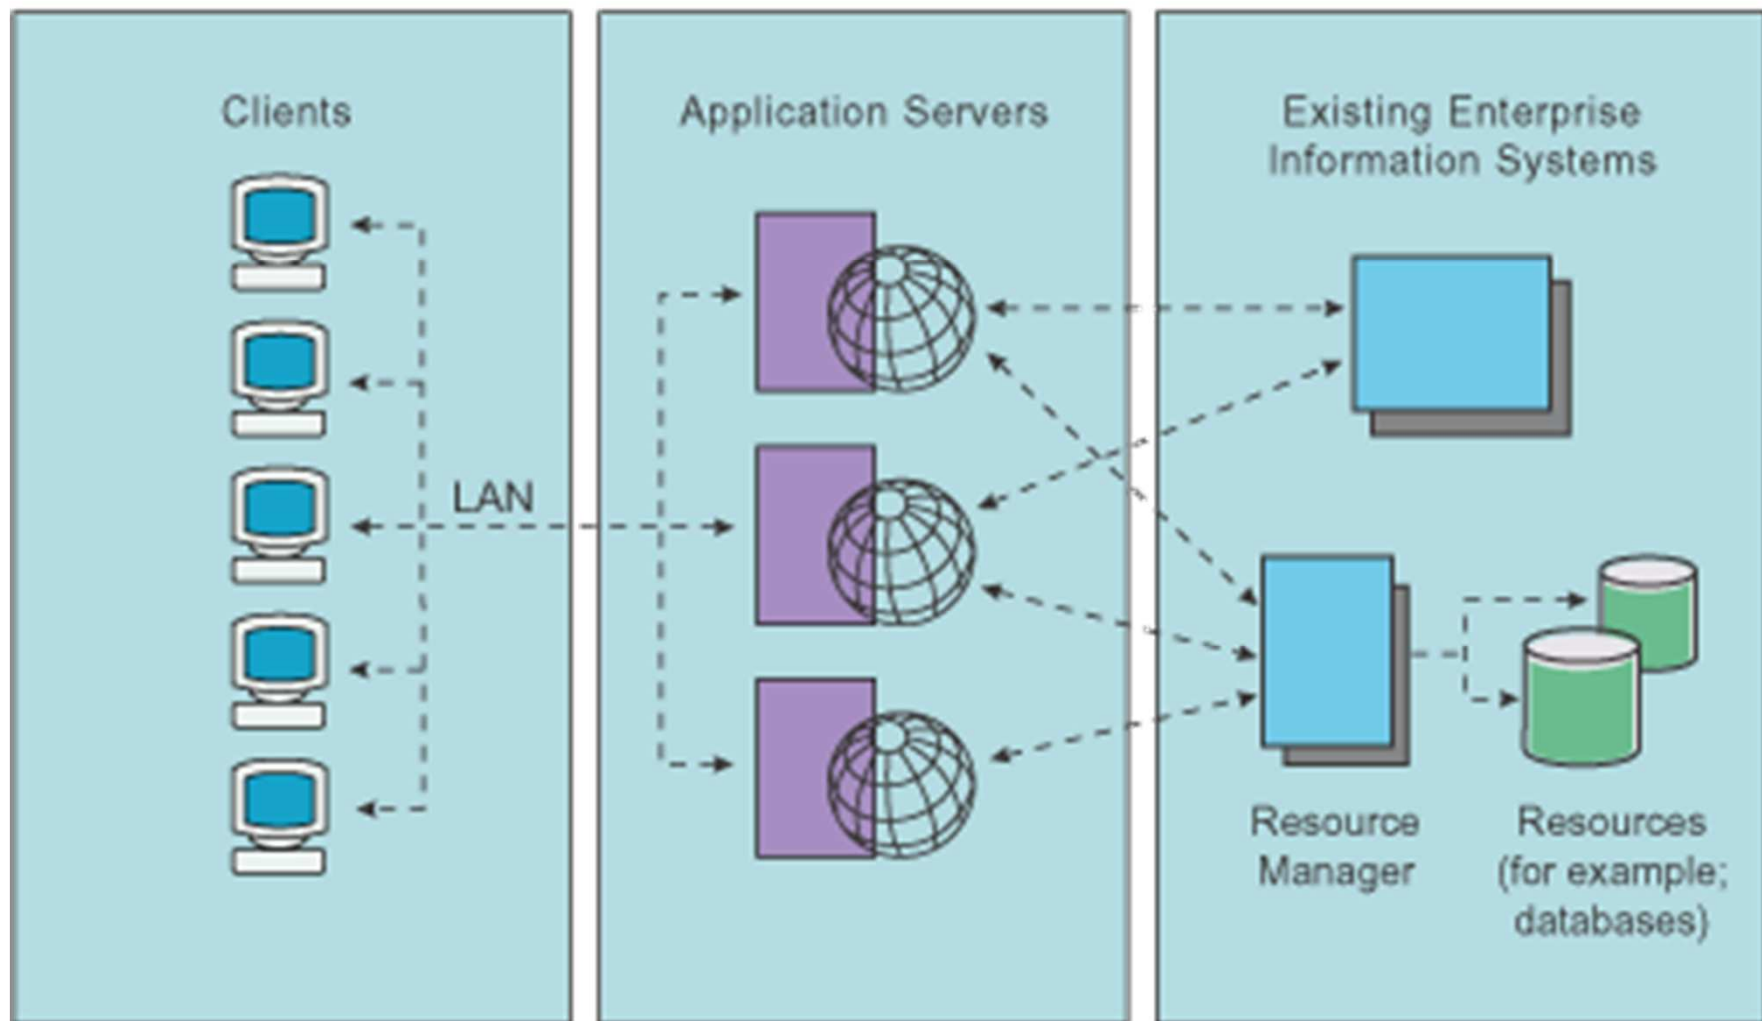 Clients
Application Servers
Existing Enterprise
Information Systems
LAN
Resource
Manager
Resources
(for example;
databases)